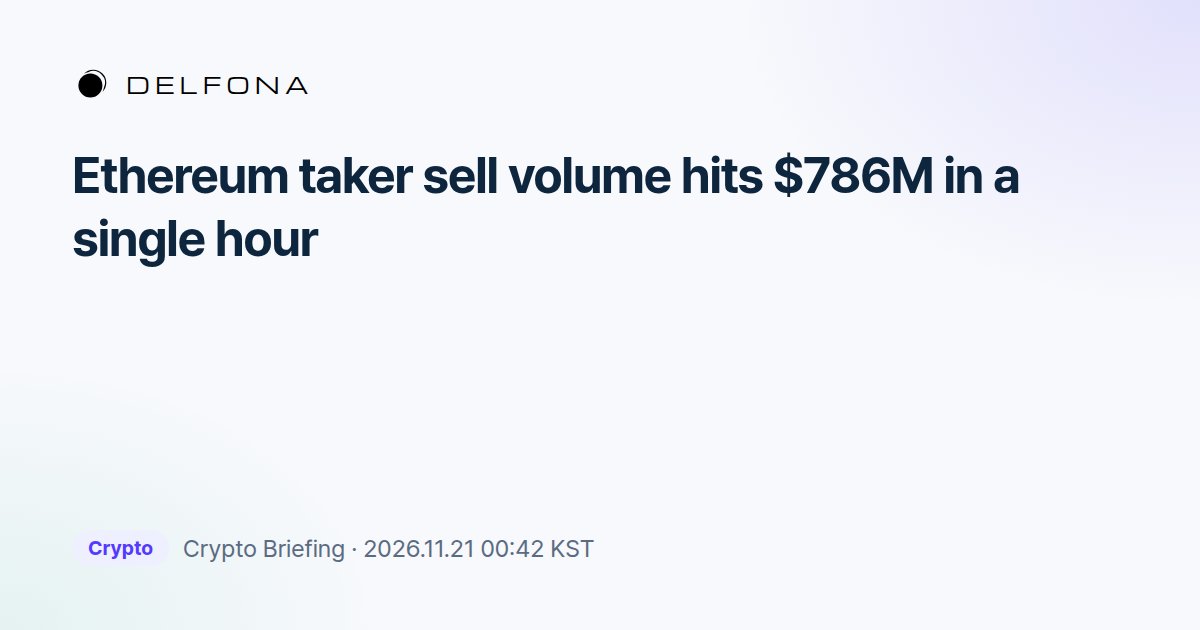 DELFONA
Ethereum taker sell volume hits $786M in a
single hour
Crypto Crypto Briefing · 2026.11.21 00:42 KST